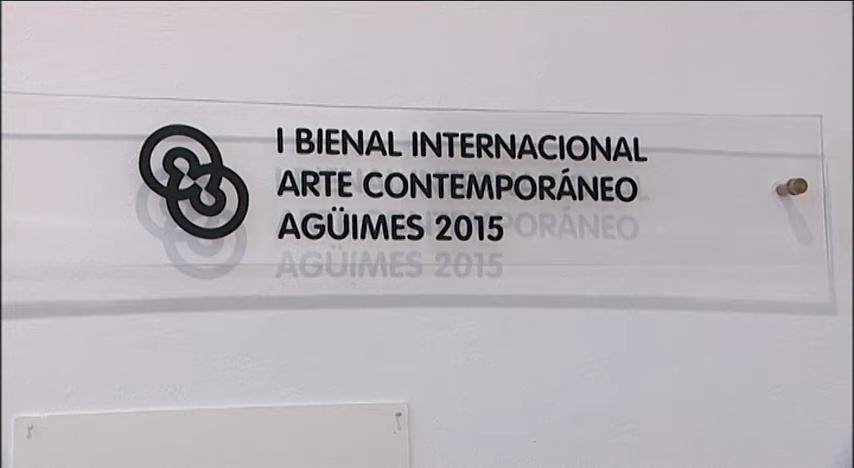 I BIENAL INTERNACIONAL
ARTE CONTEMPORÁNEO
AGÜIMES 2015